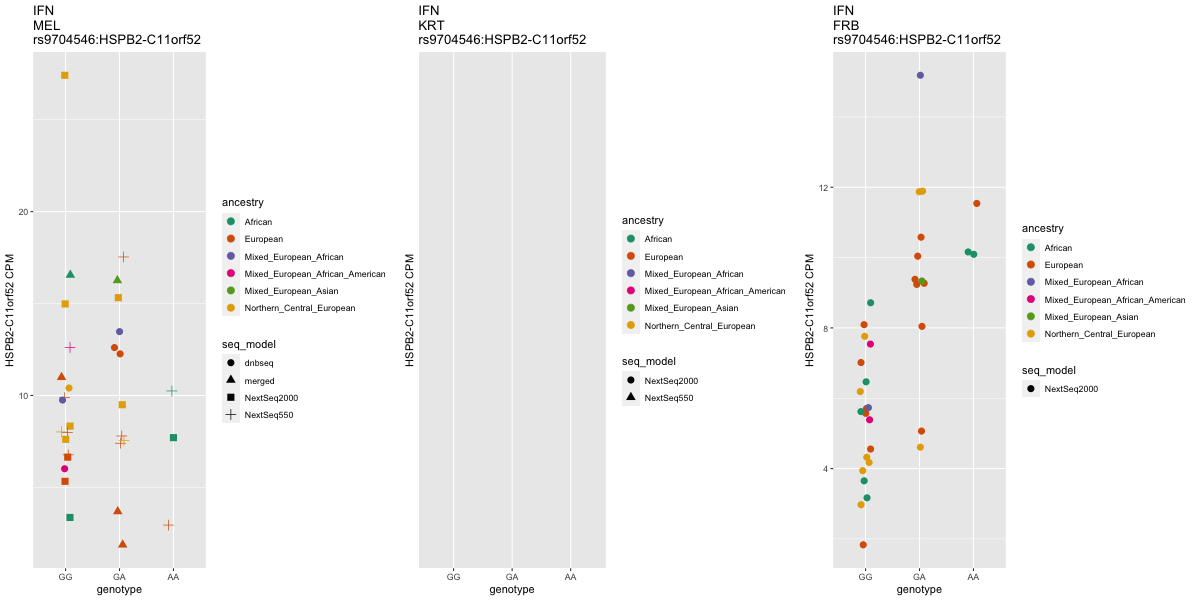 IFN
MEL
rs9704546:HSPB2-C11orf52
HSPB2-C11orf52 CPM
20
10
GG
GA
AA
genotype
ancestry
African
European
Mixed_European_African
Mixed_European_African_American
Mixed_European_Asian
Northern_Central_European
seq_model
dnbseq
merged
NextSeq2000
NextSeq550
IFN
KRT
rs9704546:HSPB2-C11orf52
HSPB2-C11orf52 CPM
GG
GA
AA
genotype
ancestry
African
European
Mixed_European_African
Mixed_European_African_American
Mixed_European_Asian
Northern_Central_European
seq_model
NextSeq2000
NextSeq550
IFN
FRB
rs9704546:HSPB2-C11orf52
HSPB2-C11orf52 CPM
12
8
4
GG
GA
AA
genotype
ancestry
African
European
Mixed_European_African
Mixed_European_African_American
Mixed_European_Asian
Northern_Central_European
seq_model
NextSeq2000